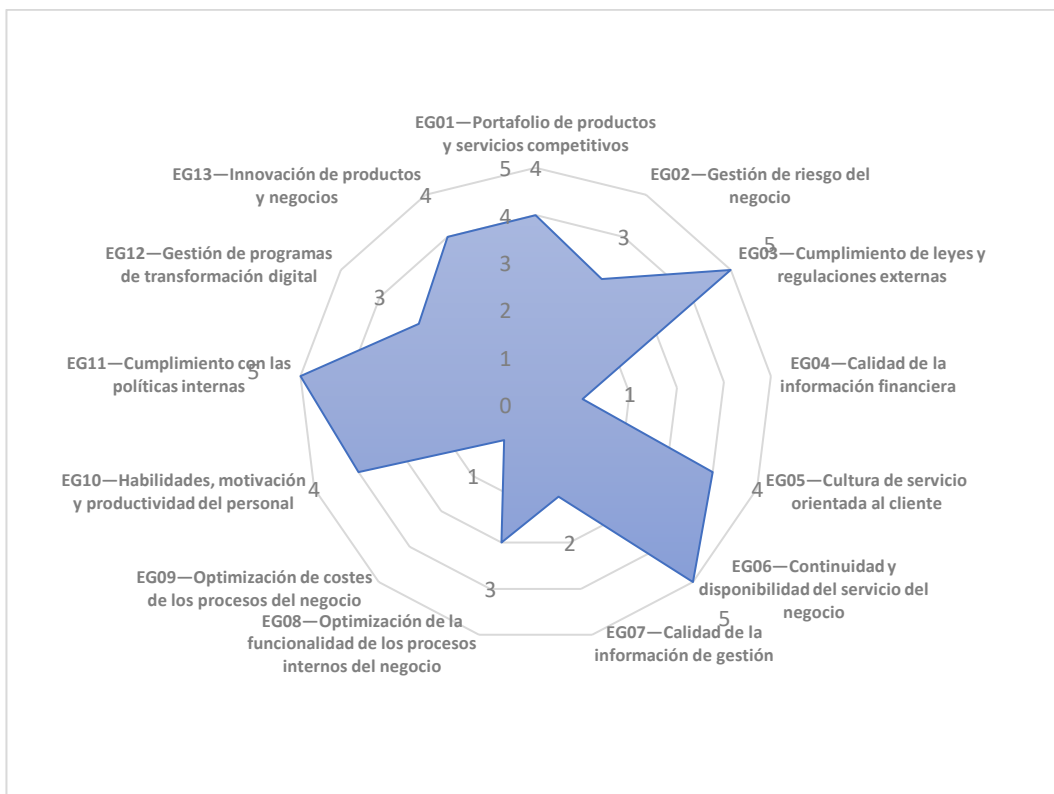 EG01—Portafolio de productos
y servicios competitivos
EG13—Innovación de productos
y negocios
EG02—Gestión de riesgo del
negocio
5
4
4
3
EG12—Gestión de programas
de transformación digital
5
EG03—Cumplimiento de leyes y
regulaciones externas
4
3
3
2
EG11—Cumplimiento con las
políticas internas
5
1
EG04—Calidad de la
información financiera
1
0
EG10—Habilidades, motivación
y productividad del personal
4
1
EG05—Cultura de servicio
orientada al cliente
4
2
EG09—Optimización de costes
de los procesos del negocio
3
EG06—Continuidad y
disponibilidad del servicio del
negocio
5
EG08—Optimización de la
funcionalidad de los procesos
internos del negocio
EG07—Calidad de la
información de gestión